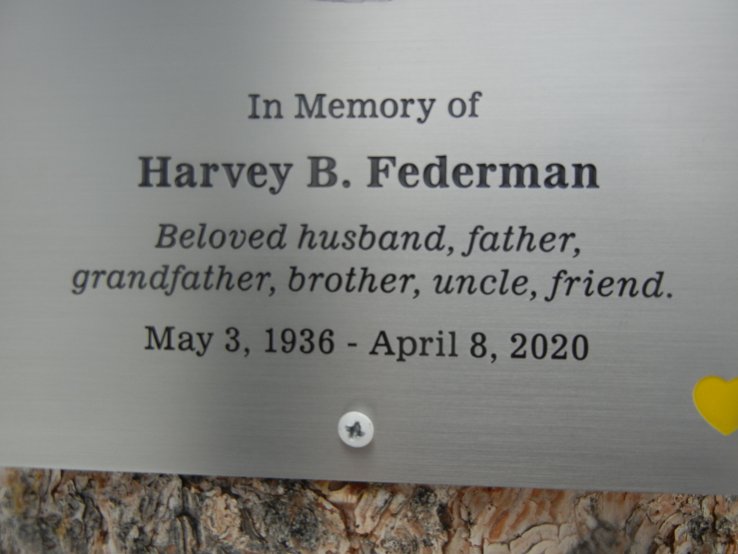 In Memory of
Harvey B. Federman
Beloved husband, father,
grandfather, brother, uncle, friend.
May 3, 1936 - April 8, 2020